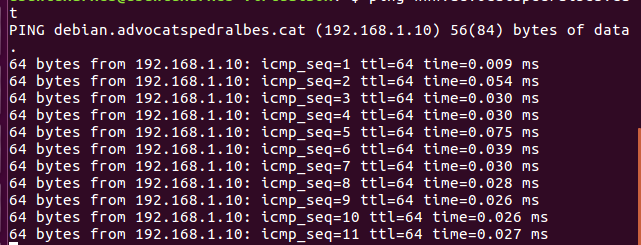 t
PING debian.advocatspedralbes.cat (192.168.1.10) 56(84) bytes of data
.
64 bytes from 192.168.1.10: icmp_seq=1 ttl=64 time=0.009 ms
64 bytes from 192.168.1.10: icmp_seq=2 ttl=64 time=0.054 ms
64 bytes from 192.168.1.10: icmp_seq=3 ttl=64 time=0.030 ms
64 bytes from 192.168.1.10: icmp_seq=4 ttl=64 time=0.030 ms
64 bytes from 192.168.1.10: icmp_seq=5 ttl=64 time=0.075 ms
64 bytes from 192.168.1.10: icmp_seq=6 ttl=64 time=0.039 ms
64 bytes from 192.168.1.10: icmp_seq=7 ttl=64 time=0.030 ms
64 bytes from 192.168.1.10: icmp_seq=8 ttl=64 time=0.028 ms
64 bytes from 192.168.1.10: icmp_seq=9 ttl=64 time=0.026 ms
64 bytes from 192.168.1.10: icmp_seq=10 ttl=64 time=0.026 ms
64 bytes from 192.168.1.10: icmp_seq=11 ttl=64 time=0.027 ms